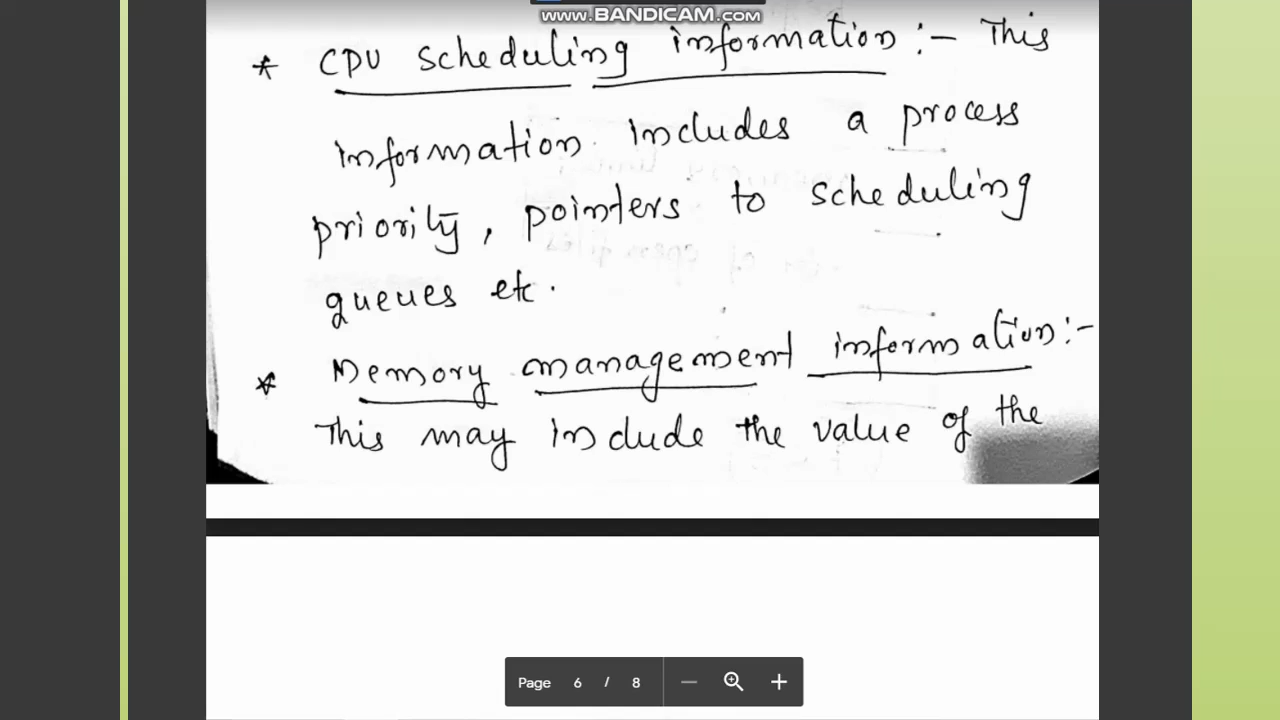 www.BANDICAM.com
* CPU scheduling information :- This
information includes a process
priority, pointers to scheduling
queues etc.
* Memory management information :-
This may include the value of the
Page 6 / 8